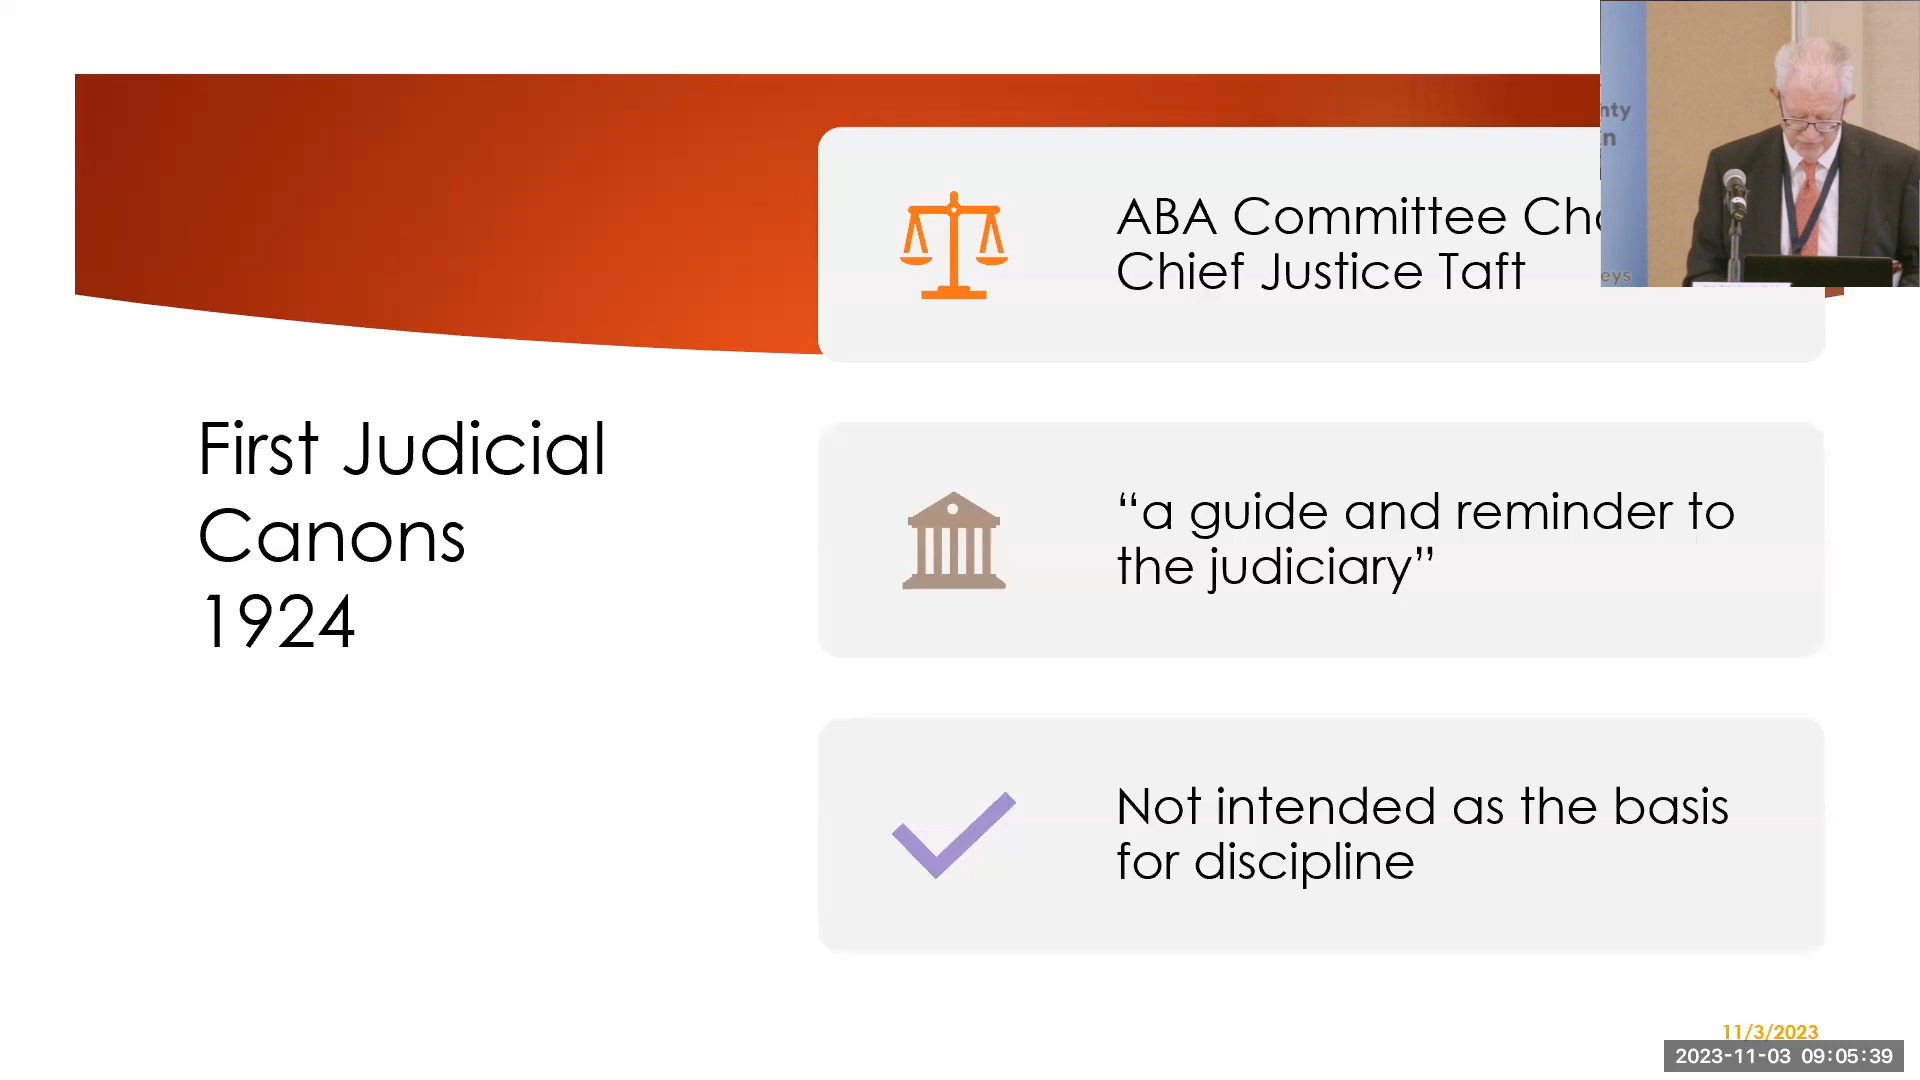 First Judicial
Canons
1924
ABA Committee
Chief Justice Taft
“a guide and reminder to
the judiciary”
Not intended as the basis
for discipline
11/3/2023
2023-11-03 09:05:39